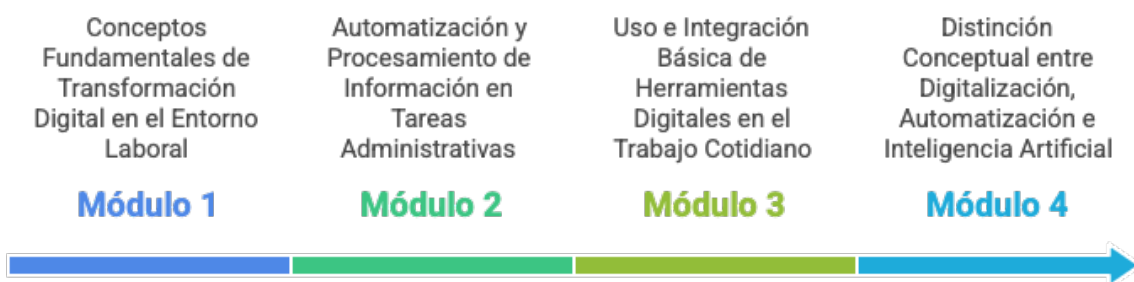 Conceptos
Fundamentales de
Transformación
Digital en el Entorno
Laboral
Módulo 1
Automatización y
Procesamiento de
Información en
Tareas
Administrativas
Módulo 2
Uso e Integración
Básica de
Herramientas
Digitales en el
Trabajo Cotidiano
Módulo 3
Distinción
Conceptual entre
Digitalización,
Automatización e
Inteligencia Artificial
Módulo 4